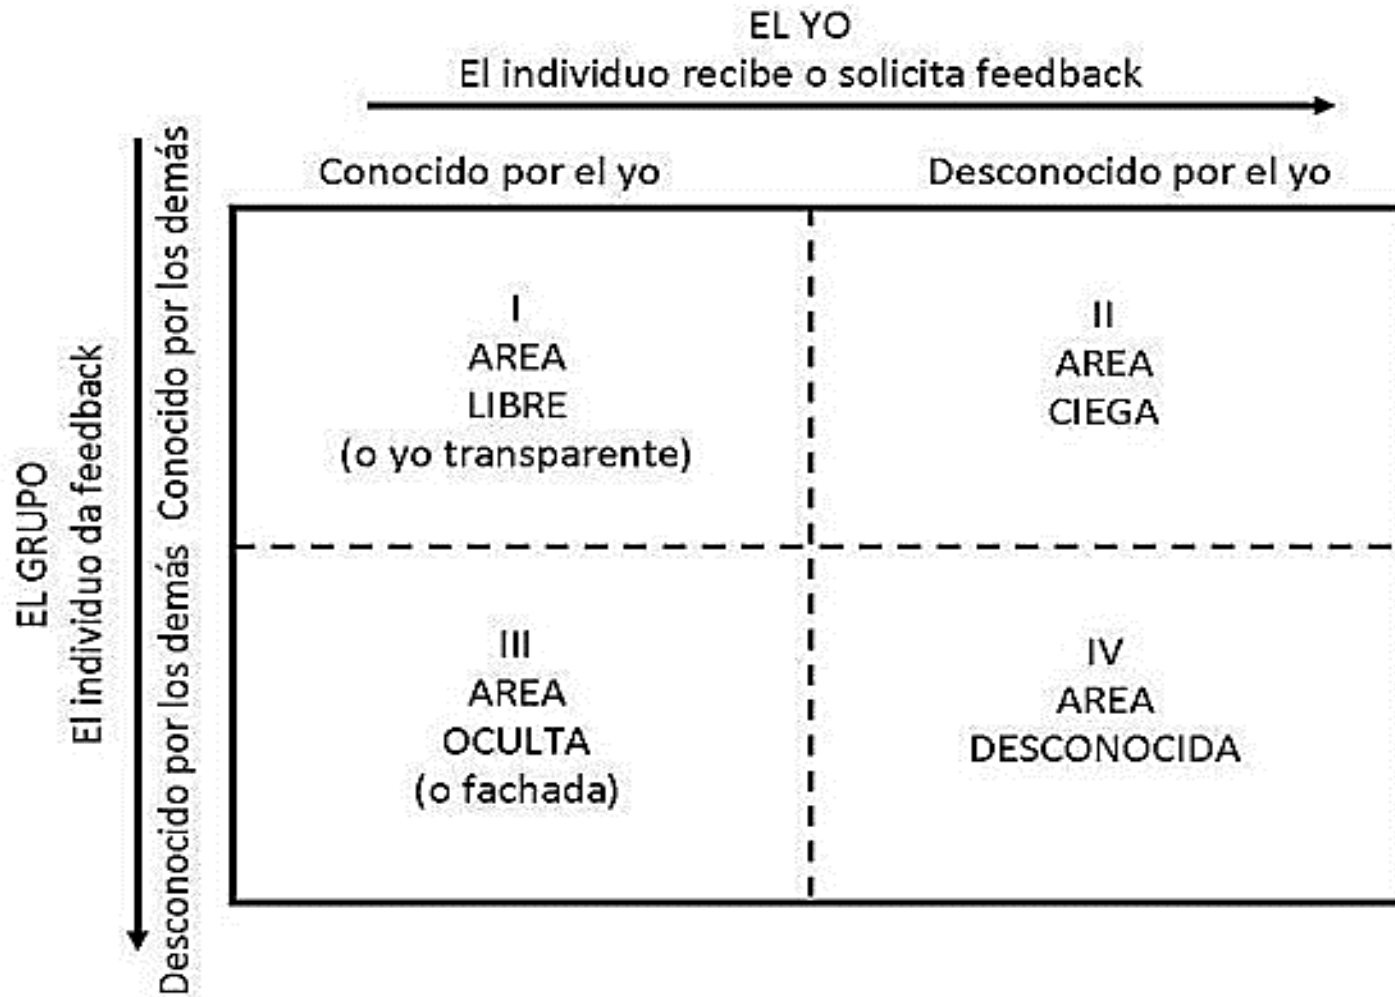 EL YO
El individuo recibe o solicita feedback
Conocido por el yo
Desconocido por el yo
EL GRUPO
El individuo da feedback
Conocido por los demás
Desconocido por los demás
I
AREA
LIBRE
(o yo transparente)
II
AREA
CIEGA
III
AREA
OCULTA
(o fachada)
IV
AREA
DESCONOCIDA